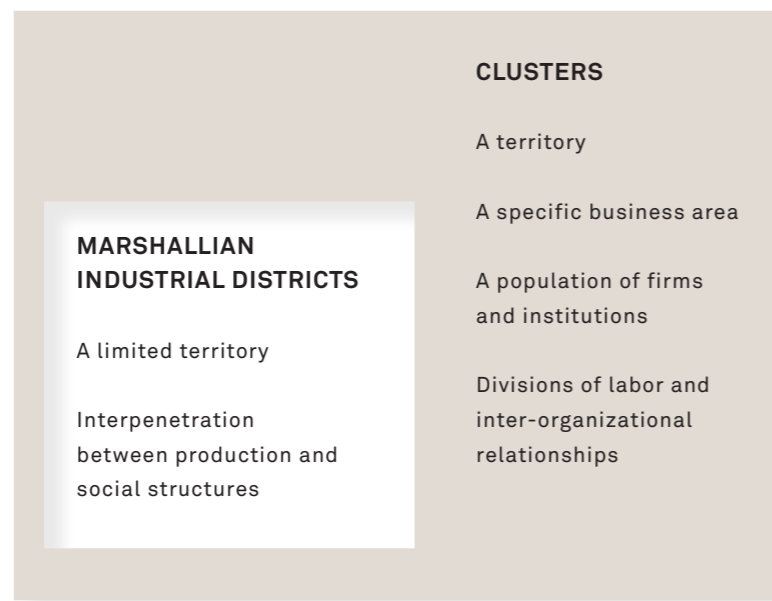 CLUSTERS
A territory
A specific business area
A population of firms
and institutions
Divisions of labor and
inter-organizational
relationships
MARSHALLIAN
INDUSTRIAL DISTRICTS
A limited territory
Interpenetration
between production and
social structures